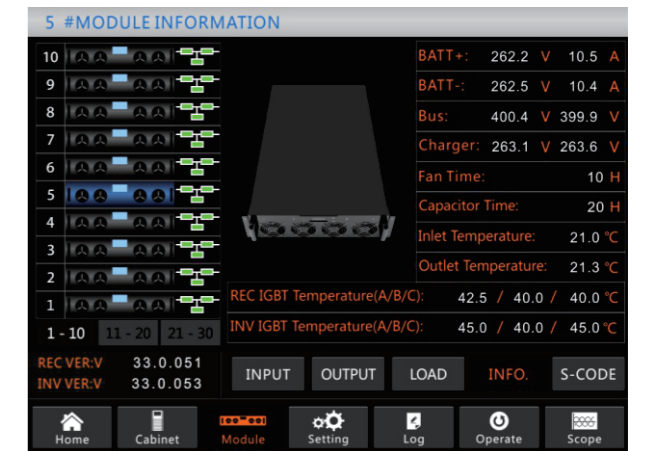 5 #MODULE INFORMATION
10
9
8
7
6
5
4
3
2
1
1 - 10 11 - 20 21 - 30
BATT+: 262.2 V 10.5 A
BATT-: 262.5 V 10.4 A
Bus: 400.4 V 399.9 V
Charger: 263.1 V 263.6 V
Fan Time: 10 H
Capacitor Time: 20 H
Inlet Temperature: 21.0 °C
Outlet Temperature: 21.3 °C
REC IGBT Temperature(A/B/C): 42.5 / 40.0 / 40.0 °C
INV IGBT Temperature(A/B/C): 45.0 / 40.0 / 45.0 °C
REC VER:V 33.0.051
INV VER:V 33.0.053
INPUT OUTPUT LOAD INFO. S-CODE
Home Cabinet Module Setting Log Operate Scope